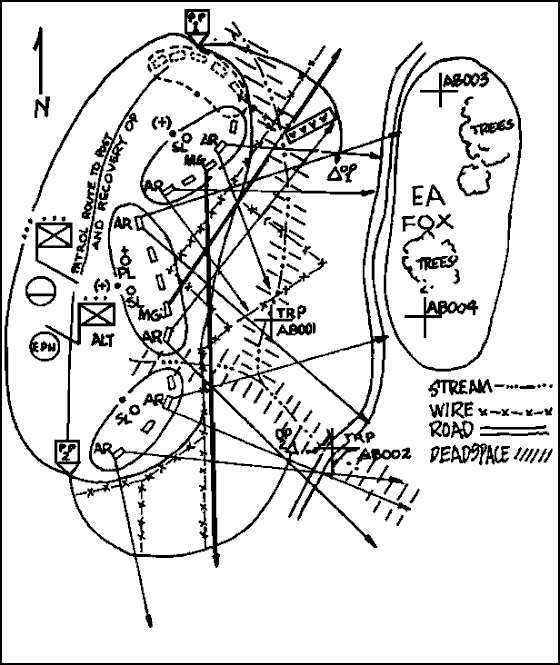 PP
1
N
PATROL ROUTE TO POST
AND RECOVERY OP
(+)
SL
AR
MG
AR
OP
1
AB003
TREES
EA
FOX
TREES
AB004
AR
PL
(+)
SL
ALT
MG
AR
EPW
TRP
AB001
SL
AR
AR
PP
2
OP
2
TRP
AB002
STREAM
WIRE
ROAD
DEADSPACE